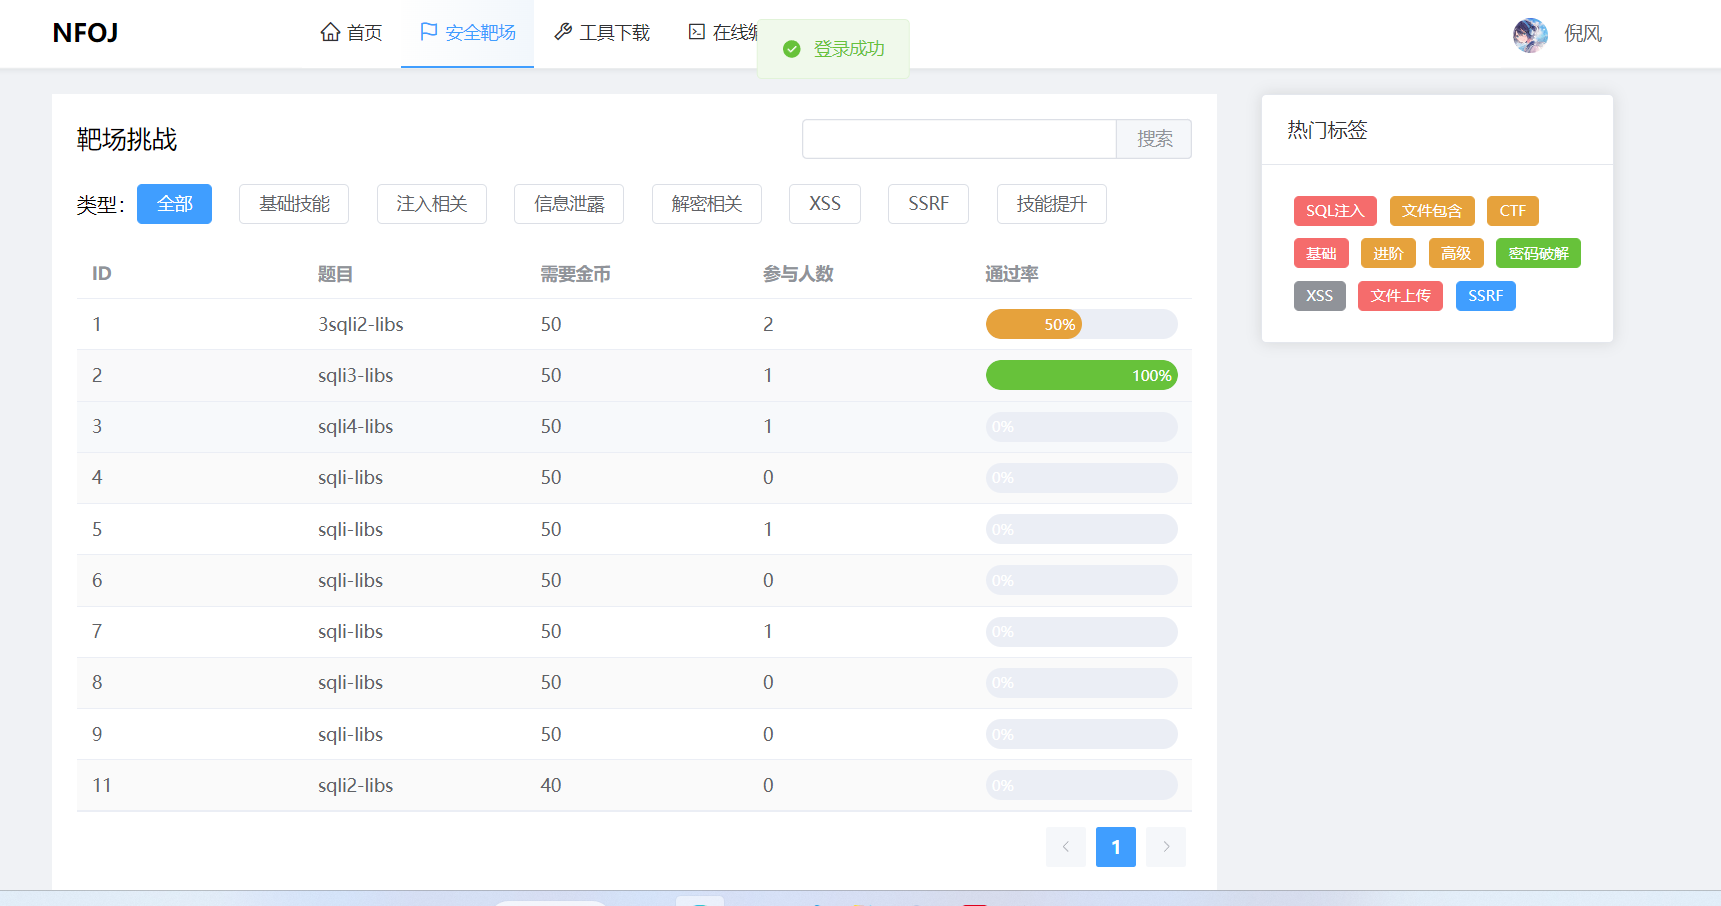 NFOJ 首页 安全靶场 工具下载 在线 登录成功 倪风
靶场挑战 搜索
类型: 全部 基础技能 注入相关 信息泄露 解密相关 XSS SSRF 技能提升
ID 题目 需要金币 参与人数 通过率
1 3sqli2-libs 50 2 50%
2 sqli3-libs 50 1 100%
3 sqli4-libs 50 1 0%
4 sqli-libs 50 0 0%
5 sqli-libs 50 1 0%
6 sqli-libs 50 0 0%
7 sqli-libs 50 1 0%
8 sqli-libs 50 0 0%
9 sqli-libs 50 0 0%
11 sqli2-libs 40 0 0%
1
热门标签
SQL注入 文件包含 CTF
基础 进阶 高级 密码破解
XSS 文件上传 SSRF